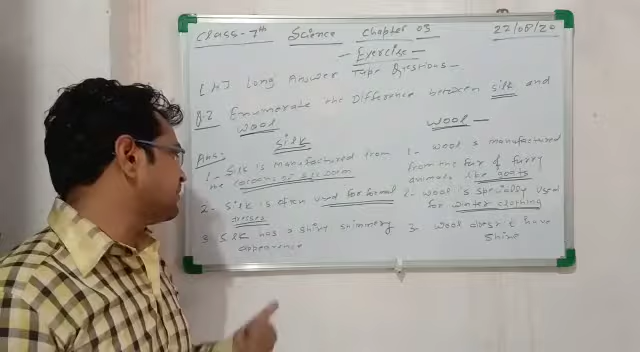 Class - 7th Science Chapter 03 22/08/20
- Exercise -
[H] Long Answer Type Questions -
Q.2 Enumerate the Difference between silk and
wool
Ans: Silk
1- Silk is manufactured from
the cocoons of
2- Silk is often used for formal
dresses
3 Silk has a shiny shimmery
appearence
wool -
1- wool is manufactured
from the fur of furry
animals like goats
2- wool is specially used
for winter clothing
3- wool doesn't have
shine